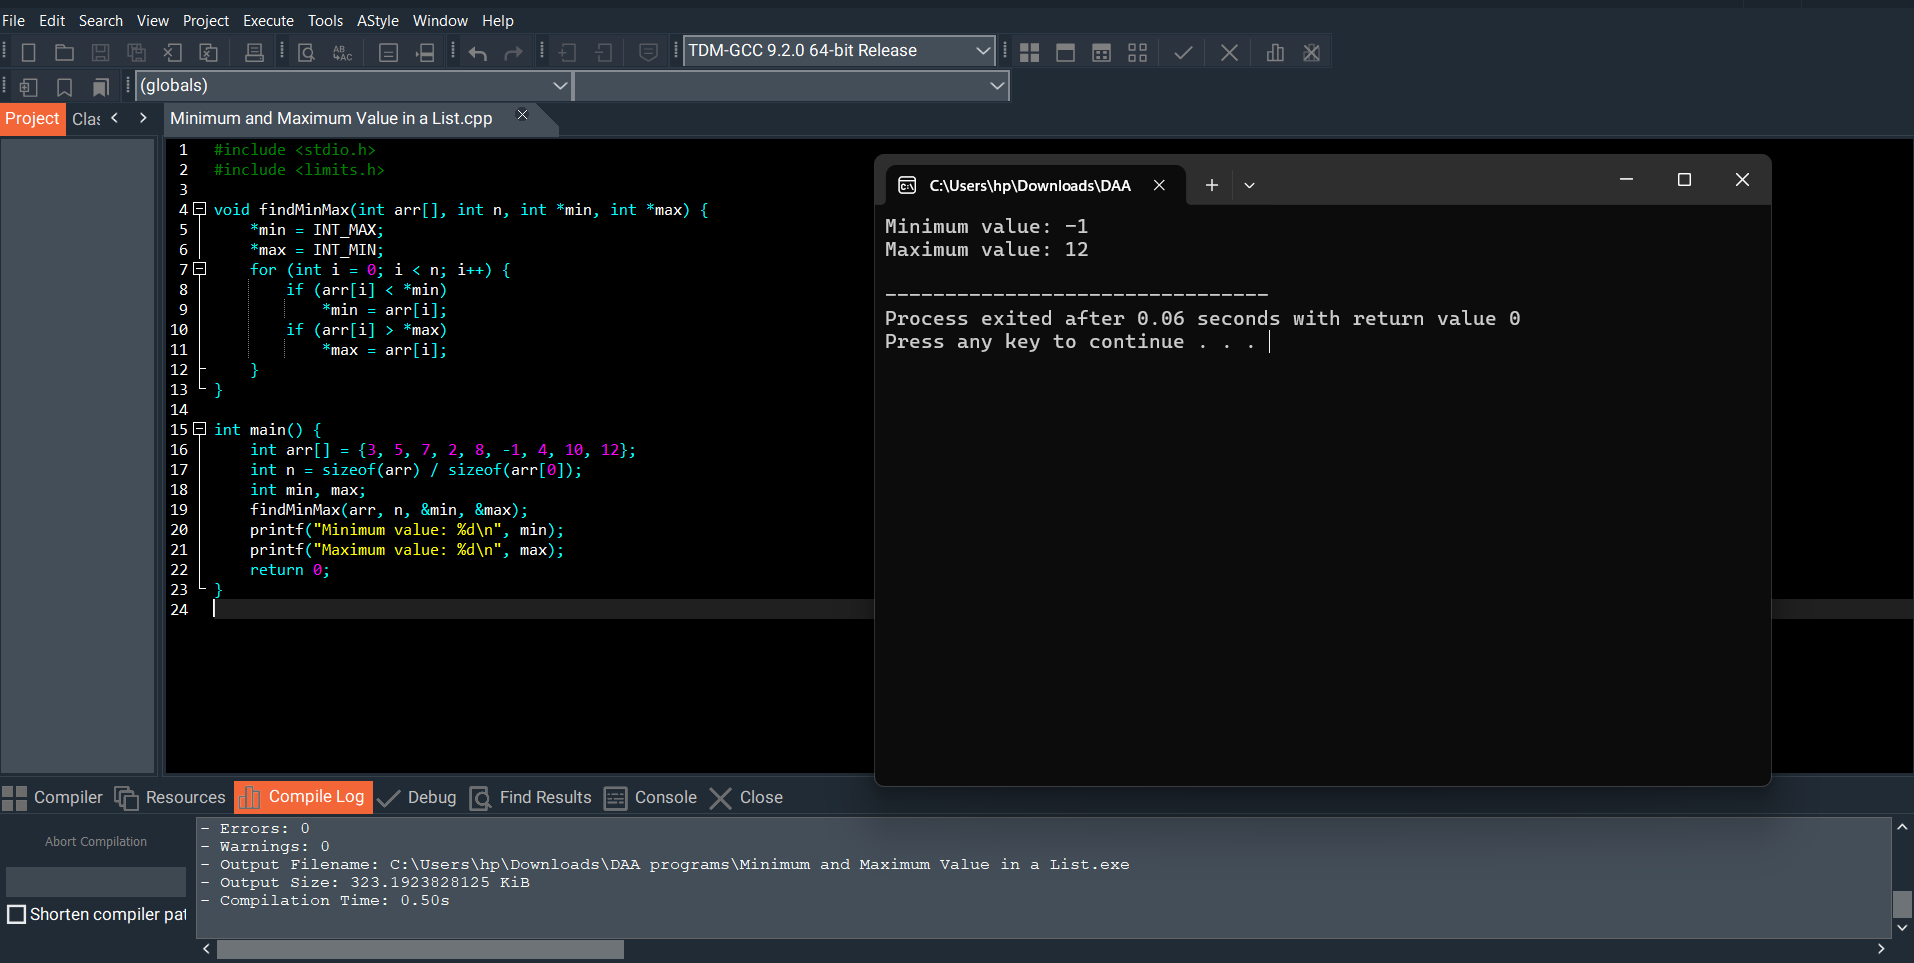 File Edit Search View Project Execute Tools AStyle Window Help
TDM-GCC 9.2.0 64-bit Release
(globals)
Project Clas
Minimum and Maximum Value in a List.cpp
1 #include <stdio.h>
2 #include <limits.h>
3
4 void findMinMax(int arr[], int n, int *min, int *max) {
5 *min = INT_MAX;
6 *max = INT_MIN;
7 for (int i = 0; i < n; i++) {
8 if (arr[i] < *min)
9 *min = arr[i];
10 if (arr[i] > *max)
11 *max = arr[i];
12 }
13 }
14
15 int main() {
16 int arr[] = {3, 5, 7, 2, 8, -1, 4, 10, 12};
17 int n = sizeof(arr) / sizeof(arr[0]);
18 int min, max;
19 findMinMax(arr, n, &min, &max);
20 printf("Minimum value: %d\n", min);
21 printf("Maximum value: %d\n", max);
22 return 0;
23 }
24
C:\Users\hp\Downloads\DAA
Minimum value: -1
Maximum value: 12
--------------------------------
Process exited after 0.06 seconds with return value 0
Press any key to continue . . .
Compiler Resources Compile Log Debug Find Results Console Close
Abort Compilation
Shorten compiler pat
- Errors: 0
- Warnings: 0
- Output Filename: C:\Users\hp\Downloads\DAA programs\Minimum and Maximum Value in a List.exe
- Output Size: 323.1923828125 KiB
- Compilation Time: 0.50s